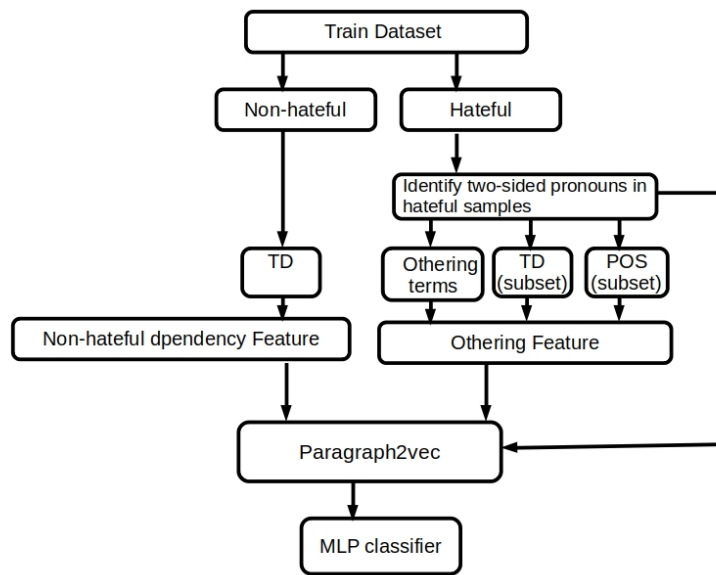 Train Dataset
Non-hateful
Hateful
Identify two-sided pronouns in
hateful samples
TD
Othering
terms
TD
(subset)
POS
(subset)
Non-hateful dpendency Feature
Othering Feature
Paragraph2vec
MLP classifier